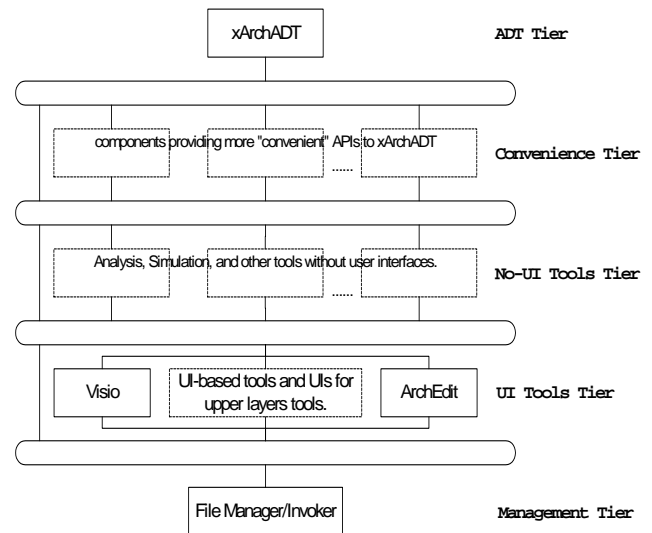 xArchADT
ADT Tier
components providing more "convenient" APIs to xArchADT
......
Convenience Tier
Analysis, Simulation, and other tools without user interfaces.
......
No-UI Tools Tier
Visio
UI-based tools and UIs for
upper layers tools.
ArchEdit
UI Tools Tier
File Manager/Invoker
Management Tier